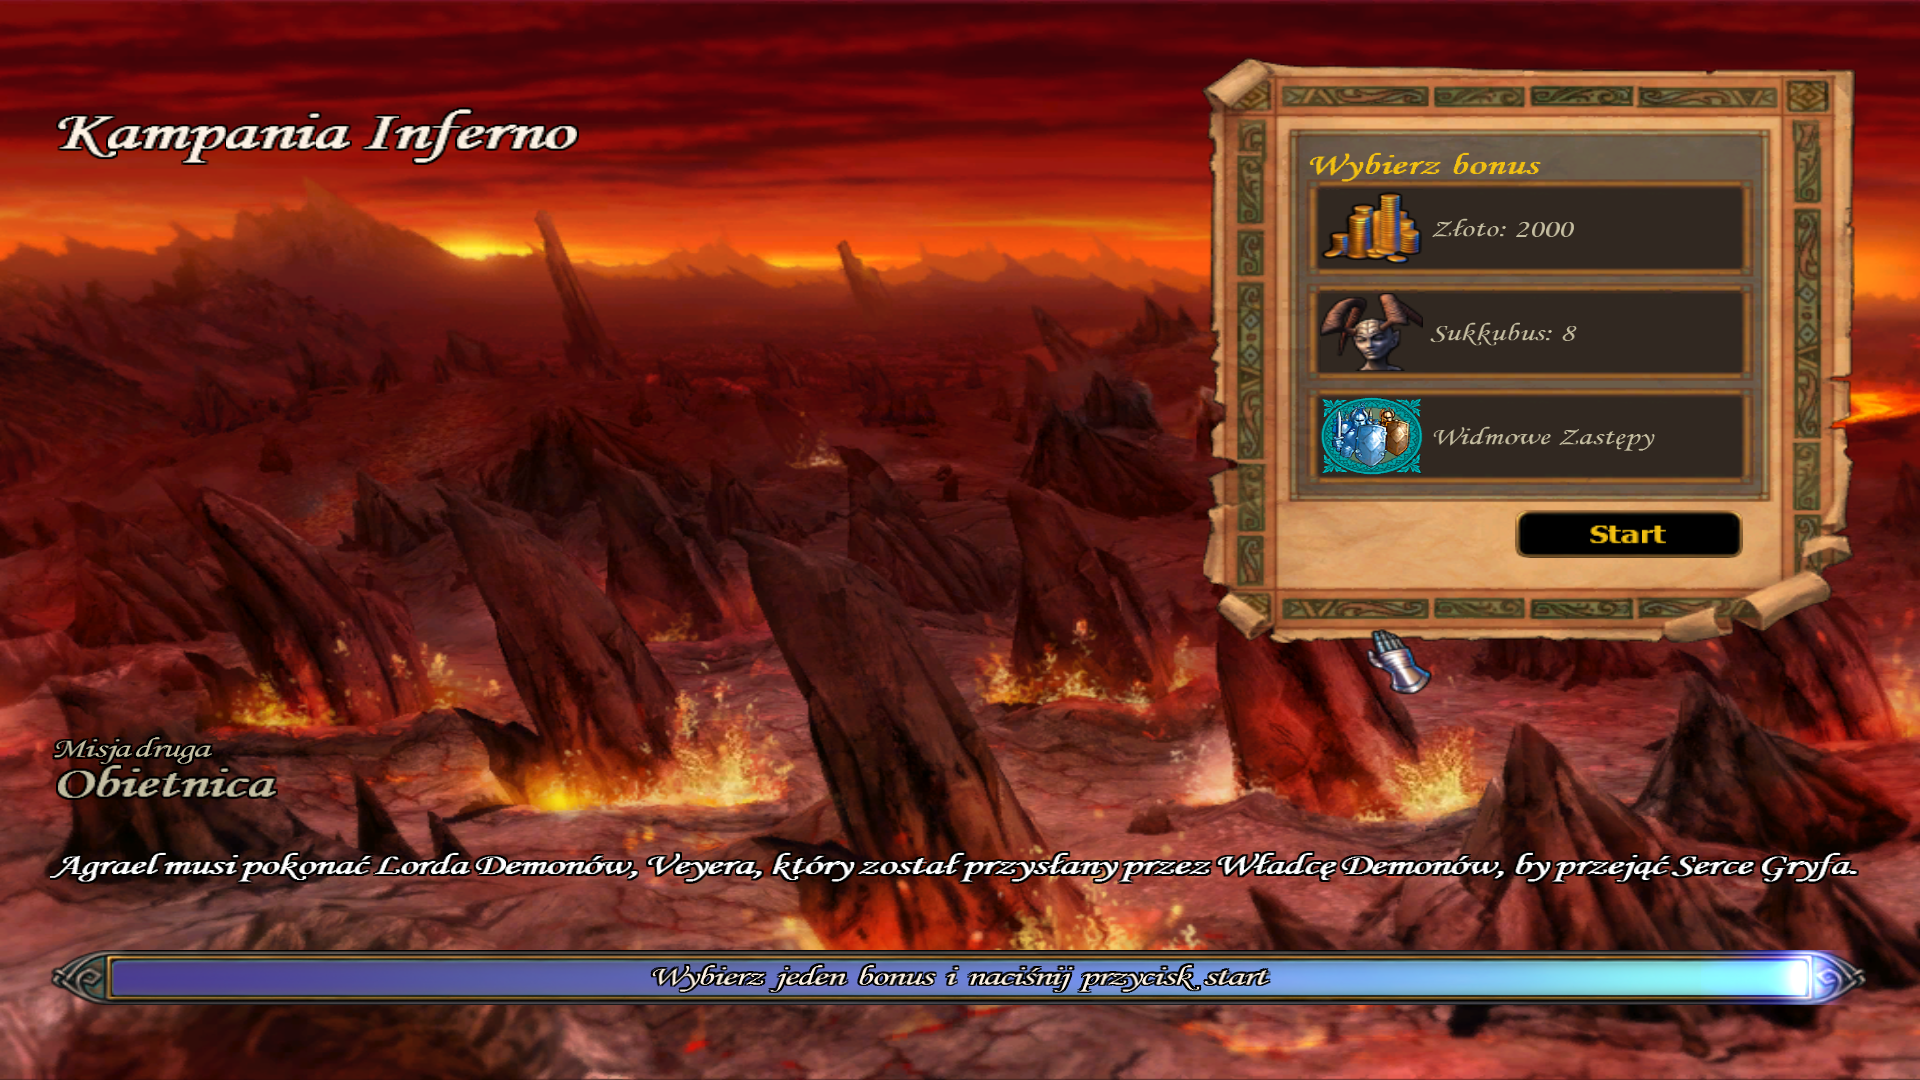 Kampania Inferno
Wybierz bonus
Złoto: 2000
Sukkubus: 8
Widmowe Zastępy
Start
Misja druga
Obietnica
Agrael musi pokonać Lorda Demonów, Veyera, który został przysłany przez Władcę Demonów, by przejąć Serce Gryfa.
Wybierz jeden bonus i naciśnij przycisk start